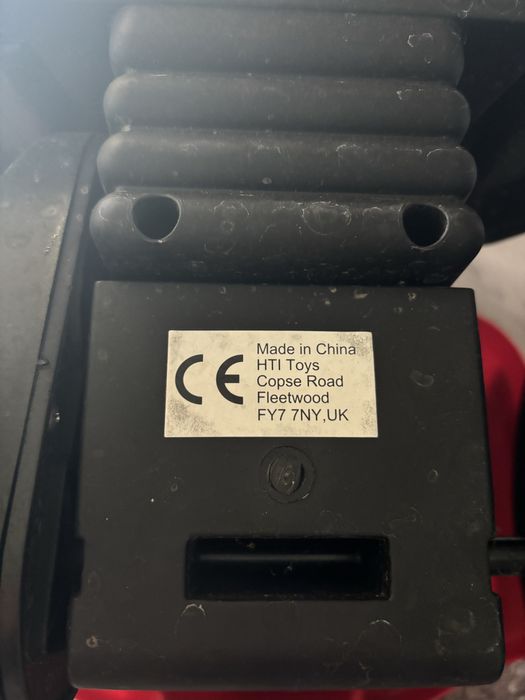 CE
Made in China
HTI Toys
Copse Road
Fleetwood
FY7 7NY,UK